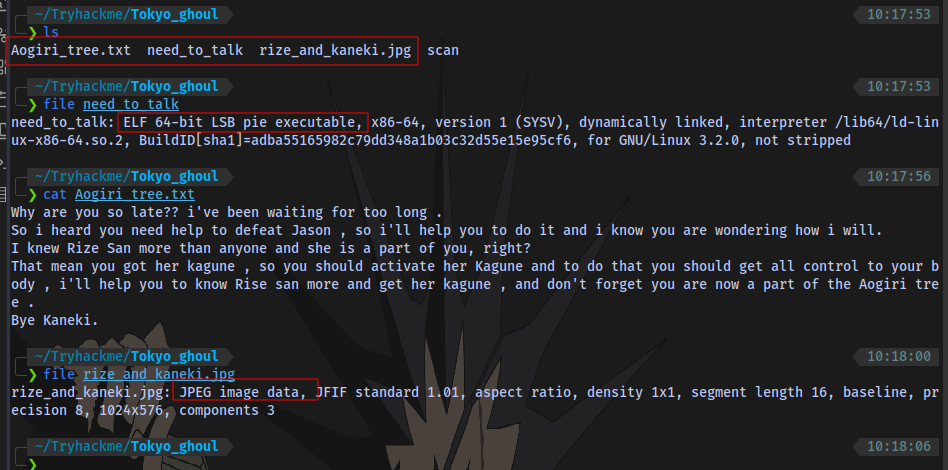 ~/Tryhackme/Tokyo_ghoul 10:17:53
❯ ls
Aogiri_tree.txt need_to_talk rize_and_kaneki.jpg scan
~/Tryhackme/Tokyo_ghoul 10:17:53
❯ file need_to_talk
need_to_talk: ELF 64-bit LSB pie executable, x86-64, version 1 (SYSV), dynamically linked, interpreter /lib64/ld-lin
ux-x86-64.so.2, BuildID[sha1]=adba55165982c79dd348a1b03c32d55e15e95cf6, for GNU/Linux 3.2.0, not stripped
~/Tryhackme/Tokyo_ghoul 10:17:56
❯ cat Aogiri_tree.txt
Why are you so late?? i've been waiting for too long .
So i heard you need help to defeat Jason , so i'll help you to do it and i know you are wondering how i will.
I knew Rize San more than anyone and she is a part of you, right?
That mean you got her kagune , so you should activate her Kagune and to do that you should get all control to your b
ody , i'll help you to know Rise san more and get her kagune , and don't forget you are now a part of the Aogiri tre
e .
Bye Kaneki.
~/Tryhackme/Tokyo_ghoul 10:18:00
❯ file rize_and_kaneki.jpg
rize_and_kaneki.jpg: JPEG image data, JFIF standard 1.01, aspect ratio, density 1x1, segment length 16, baseline, pr
ecision 8, 1024x576, components 3
~/Tryhackme/Tokyo_ghoul 10:18:06
❯